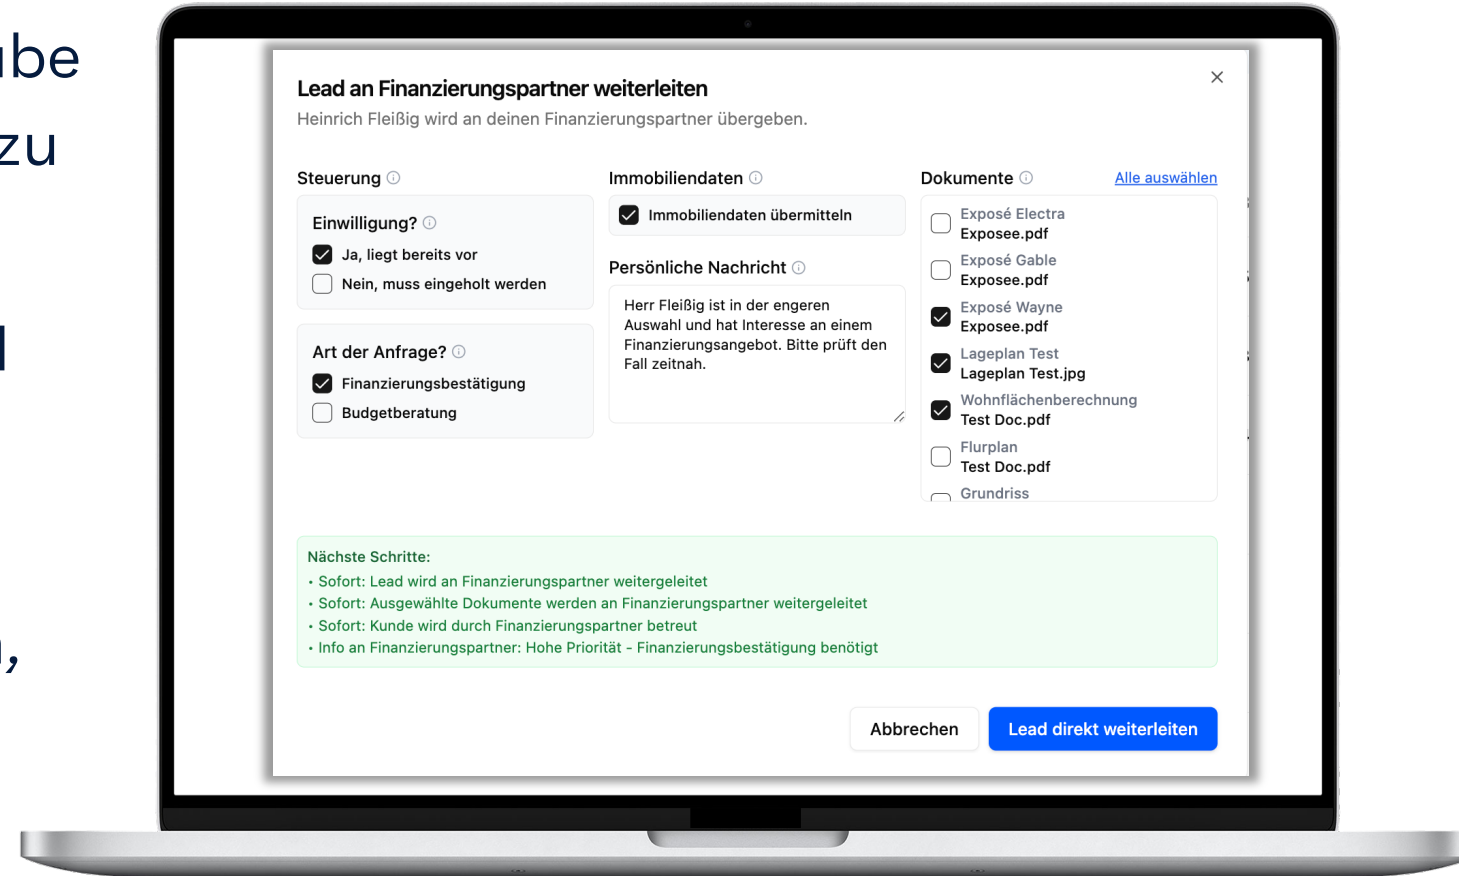 zu
Lead an Finanzierungspartner weiterleiten
Heinrich Fleißig wird an deinen Finanzierungspartner übergeben.
Steuerung
Einwilligung?
Ja, liegt bereits vor
Nein, muss eingeholt werden
Art der Anfrage?
Finanzierungsbestätigung
Budgetberatung
Immobiliendaten
Immobiliendaten übermitteln
Persönliche Nachricht
Herr Fleißig ist in der engeren
Auswahl und hat Interesse an einem
Finanzierungsangebot. Bitte prüft den
Fall zeitnah.
Dokumente
Alle auswählen
Exposé Electra
Exposee.pdf
Exposé Gable
Exposee.pdf
Exposé Wayne
Exposee.pdf
Lageplan Test
Lageplan Test.jpg
Wohnflächenberechnung
Test Doc.pdf
Flurplan
Test Doc.pdf
Grundriss
Nächste Schritte:
• Sofort: Lead wird an Finanzierungspartner weitergeleitet
• Sofort: Ausgewählte Dokumente werden an Finanzierungspartner weitergeleitet
• Sofort: Kunde wird durch Finanzierungspartner betreut
• Info an Finanzierungspartner: Hohe Priorität - Finanzierungsbestätigung benötigt
Abbrechen
Lead direkt weiterleiten